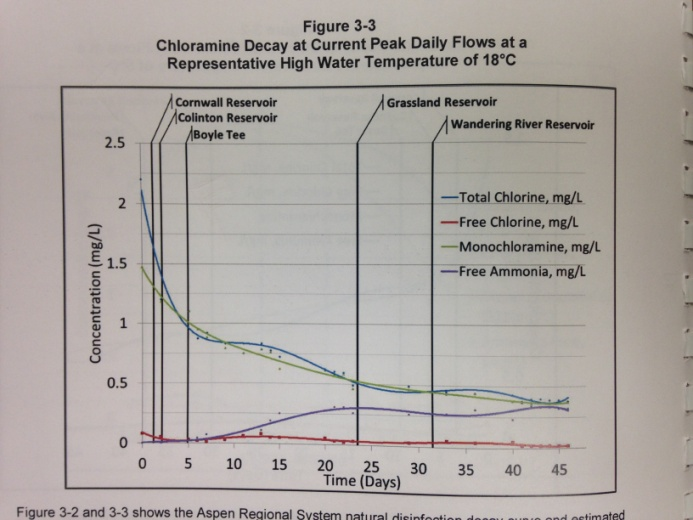 Figure 3-3
Chloramine Decay at Current Peak Daily Flows at a
Representative High Water Temperature of 18°C
Cornwall Reservoir
Colinton Reservoir
Boyle Tee
Grassland Reservoir
Wandering River Reservoir
2.5
2
1.5
1
0.5
0
Concentration (mg/L)
Total Chlorine, mg/L
Free Chlorine, mg/L
Monochloramine, mg/L
Free Ammonia, mg/L
0 5 10 15 20 25 30 35 40 45
Time (Days)
Figure 3-2 and 3-3 shows the Aspen Regional System natural disinfection decay curve and estimated